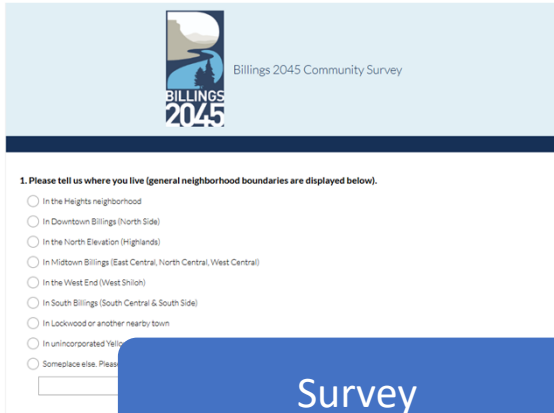 BILLINGS
2045
Billings 2045 Community Survey
1. Please tell us where you live (general neighborhood boundaries are displayed below).
In the Heights neighborhood
In Downtown Billings (North Side)
In the North Elevation (Highlands)
In Midtown Billings (East Central, North Central, West Central)
In the West End (West Shiloh)
In South Billings (South Central & South Side)
In Lockwood or another nearby town
In unincorporated
Someplace else.
Survey